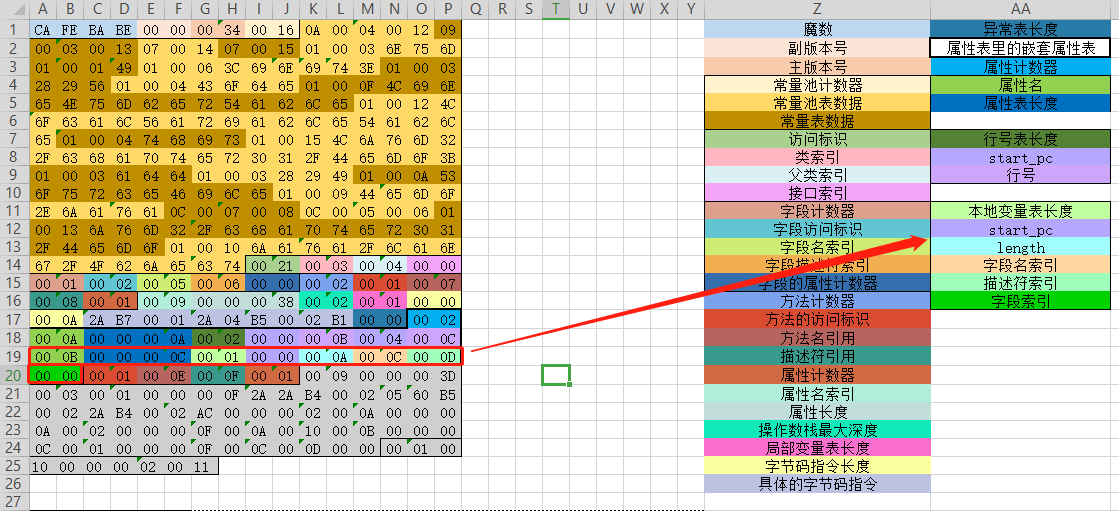 A B C D E F G H I J K L M N O P Q R S T U V W X Y Z AA
1 CA FE BA BE 00 00 00 34 00 16 0A 00 04 00 12 09 魔数 异常表长度
2 00 03 00 13 07 00 14 07 00 15 01 00 03 6E 75 6D 副版本号 属性表里的嵌套属性表
3 01 00 01 49 01 00 06 3C 69 6E 69 74 3E 01 00 03 主版本号 属性计数器
4 28 29 56 01 00 04 43 6F 64 65 01 00 0F 4C 69 6E 常量池计数器 属性名
5 65 4E 75 6D 62 65 72 54 61 62 6C 65 01 00 12 4C 常量池表数据 属性表长度
6 6F 63 61 6C 56 61 72 69 61 62 6C 65 54 61 62 6C 常量表数据
7 65 01 00 04 74 68 69 73 01 00 15 4C 6A 76 6D 32 访问标识 行号表长度
8 2F 63 68 61 70 74 65 72 30 31 2F 44 65 6D 6F 3B 类索引 start_pc
9 01 00 03 61 64 64 01 00 03 28 29 49 01 00 0A 53 父类索引 行号
10 6F 75 72 63 65 46 69 6C 65 01 00 09 44 65 6D 6F 接口索引
11 2E 6A 61 76 61 0C 00 07 00 08 0C 00 05 00 06 01 字段计数器 本地变量表长度
12 00 13 6A 76 6D 32 2F 63 68 61 70 74 65 72 30 31 字段访问标识 start_pc
13 2F 44 65 6D 6F 01 00 10 6A 61 76 61 2F 6C 61 6E 字段名索引 length
14 67 2F 4F 62 6A 65 63 74 00 21 00 03 00 04 00 00 字段描述符索引 字段名索引
15 00 01 00 02 00 05 00 06 00 00 00 02 00 01 00 07 字段的属性计数器 描述符索引
16 00 08 00 01 00 09 00 00 00 38 00 02 00 01 00 00 方法计数器 字段索引
17 00 0A 2A B7 00 01 2A 04 B5 00 02 B1 00 00 00 02 方法的访问标识
18 00 0A 00 00 00 0A 00 02 00 00 00 0B 00 04 00 0C 方法名引用
19 00 0B 00 00 00 0C 00 01 00 00 00 0A 00 0C 00 0D 描述符引用
20 00 00 00 01 00 0E 00 0F 00 01 00 09 00 00 00 3D 属性计数器
21 00 03 00 01 00 00 00 0F 2A 2A B4 00 02 05 60 B5 属性名索引
22 00 02 2A B4 00 02 AC 00 00 00 02 00 0A 00 00 00 属性长度
23 0A 00 02 00 00 00 0F 00 0A 00 10 00 0B 00 00 00 操作数栈最大深度
24 0C 00 01 00 00 00 0F 00 0C 00 0D 00 00 00 01 00 局部变量表长度
25 10 00 00 00 02 00 11 字节码指令长度
26 具体的字节码指令
27